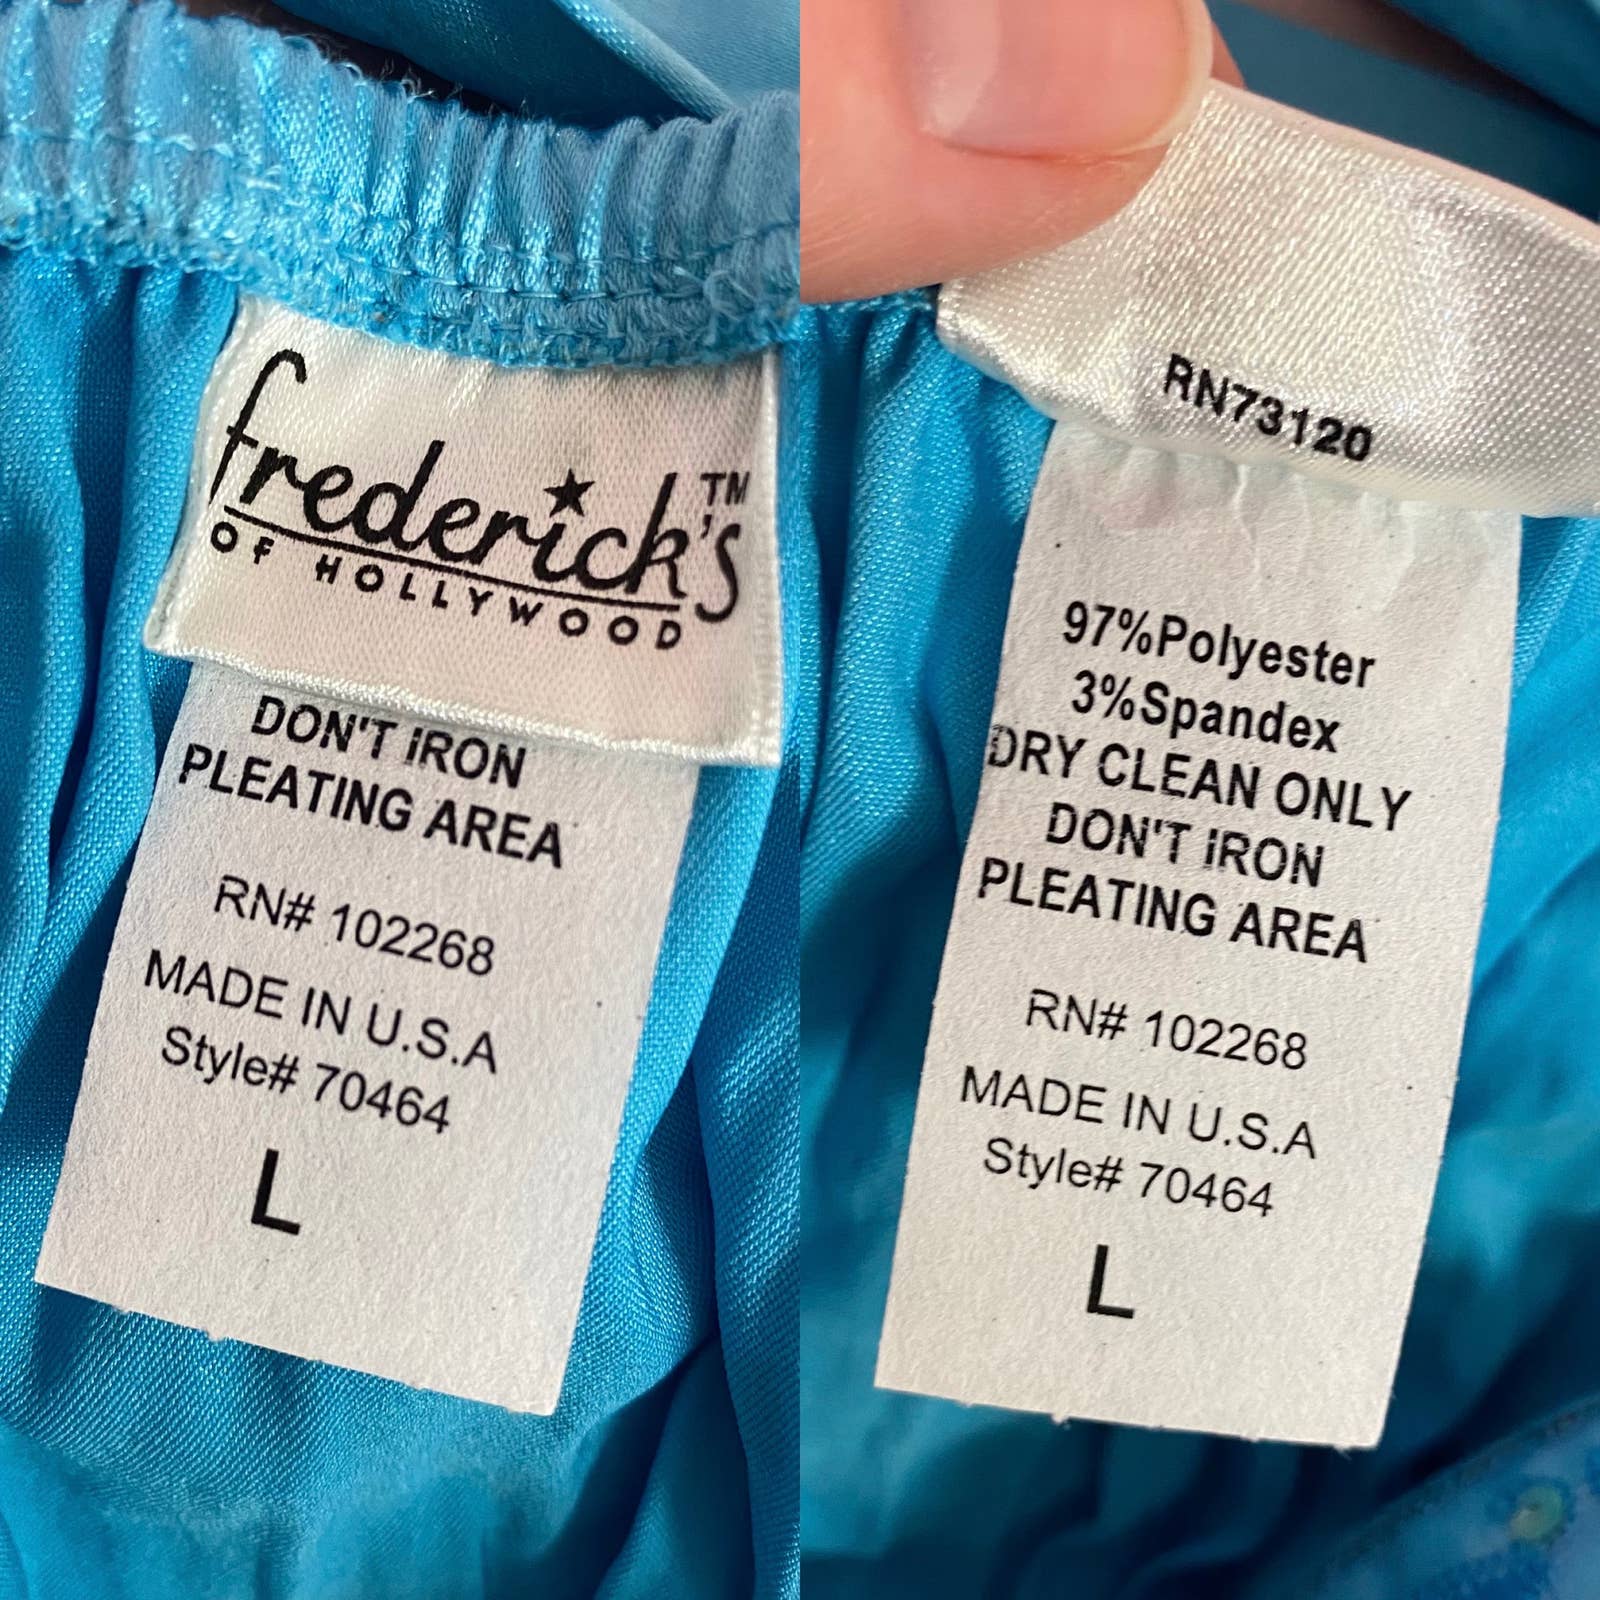 frederick's™
OF HOLLYWOOD
DON'T iRON
PLEATING AREA
RN# 102268
MADE IN U.S.A
Style# 70464
L
RN73120
97%Polyester
3%Spandex
DRY CLEAN ONLY
DON'T iRON
PLEATING AREA
RN# 102268
MADE IN U.S.A
Style# 70464
L